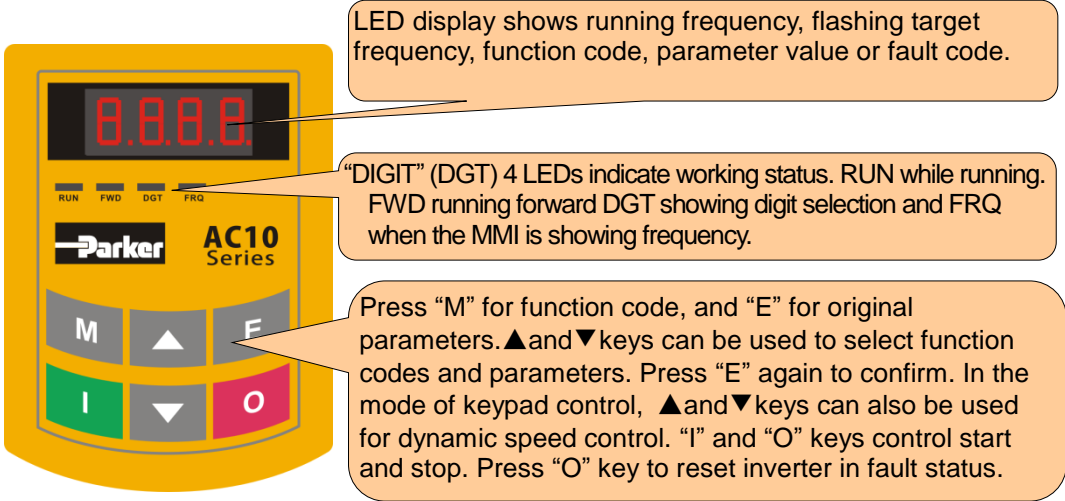 LED display shows running frequency, flashing target
frequency, function code, parameter value or fault code.
8.8.8.8.
“DIGIT” (DGT) 4 LEDs indicate working status. RUN while running.
FWD running forward DGT showing digit selection and FRQ
when the MMI is showing frequency.
RUN FWD DGT FRQ
Parker AC10
Series
Press “M” for function code, and “E” for original
parameters.▲and▼keys can be used to select function
codes and parameters. Press “E” again to confirm. In the
mode of keypad control, ▲and▼keys can also be used
for dynamic speed control. “I” and “O” keys control start
and stop. Press “O” key to reset inverter in fault status.
M ▲ E
I ▼ O